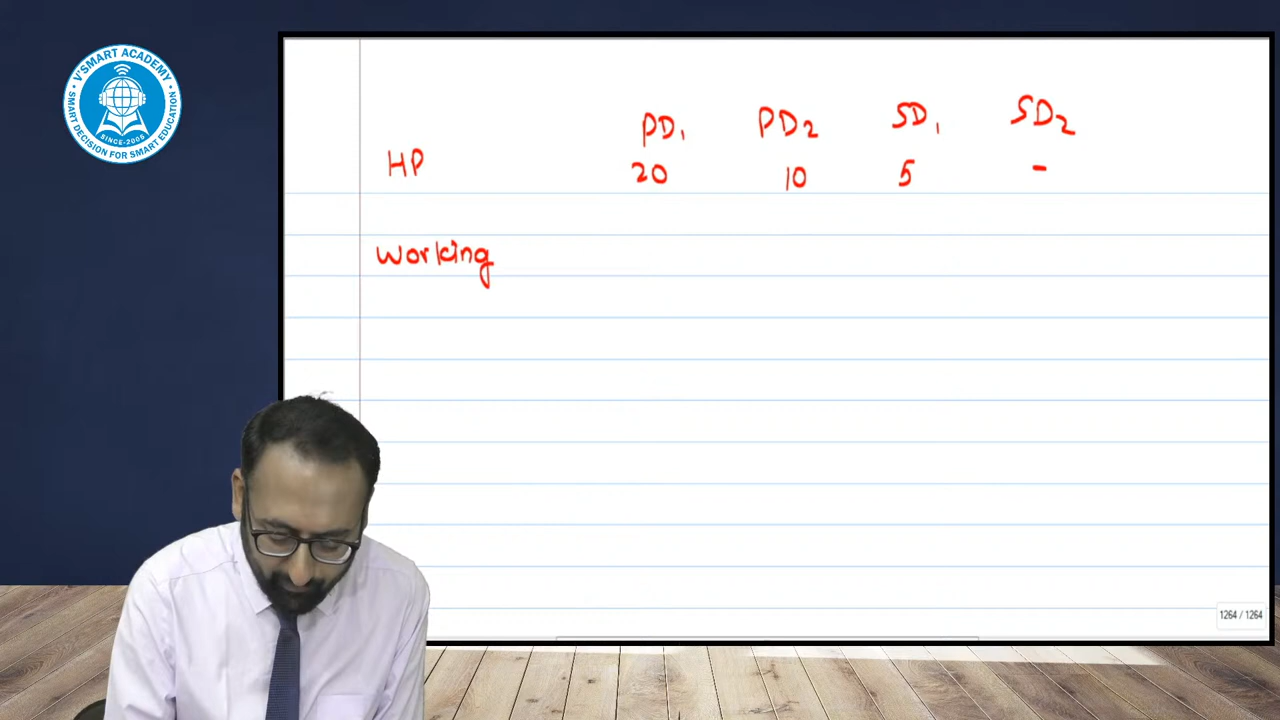 V'SMART ACADEMY
SINCE-2006
SMART DECISION FOR SMART EDUCATION
PD1 PD2 SD1 SD2
HP 20 10 5 -
Working
1264 / 1264